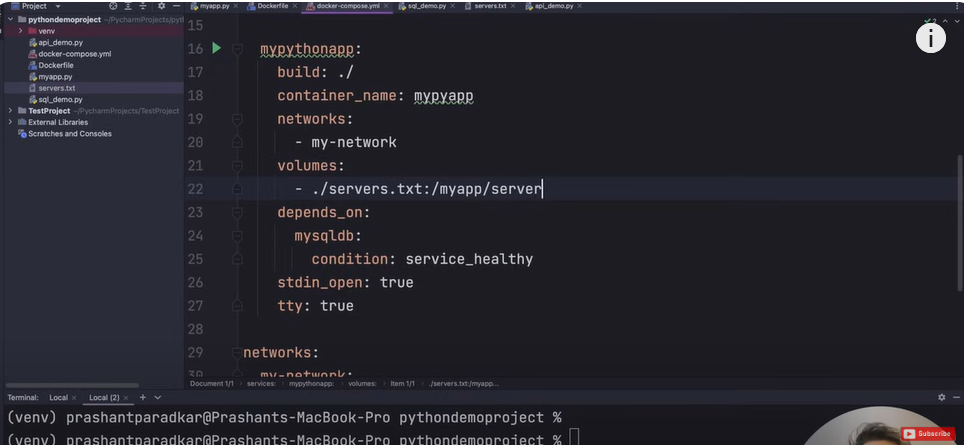 Project
myapp.py
Dockerfile
docker-compose.yml
sql_demo.py
servers.txt
api_demo.py
pythondemoproject ~/PycharmProjects/pyt
venv
api_demo.py
docker-compose.yml
Dockerfile
myapp.py
servers.txt
sql_demo.py
TestProject ~/PycharmProjects/TestProject
External Libraries
Scratches and Consoles
2
i
15
16 mypythonapp:
17 build: ./
18 container_name: mypyapp
19 networks:
20 - my-network
21 volumes:
22 - ./servers.txt:/myapp/server
23 depends_on:
24 mysqldb:
25 condition: service_healthy
26 stdin_open: true
27 tty: true
28
29 networks:
30 my-network:
Document 1/1 services: mypythonapp: volumes: Item 1/1 ./servers.txt:/myapp...
Terminal: Local Local (2)
(venv) prashantparadkar@Prashants-MacBook-Pro pythondemoproject %
(venv) prashantparadkar@Prashants-MacBook-Pro pythondemoproject %
Subscribe